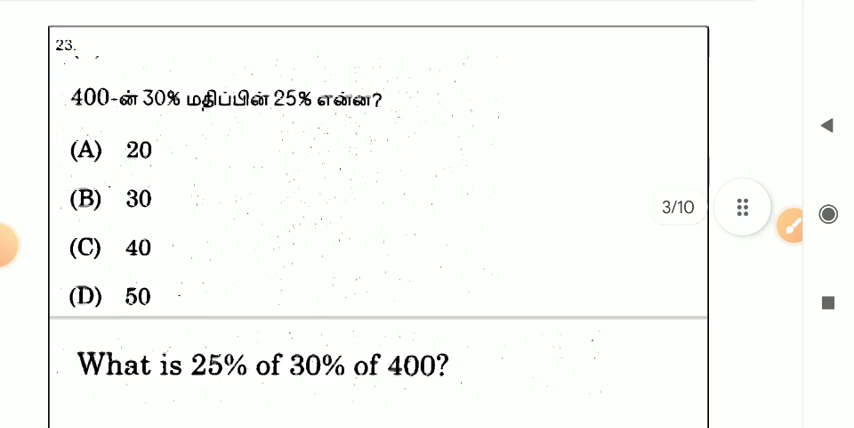 23.
400-ன் 30% மதிப்பின் 25% என்ன?
(A) 20
(B) 30
3/10
(C) 40
(D) 50
What is 25% of 30% of 400?